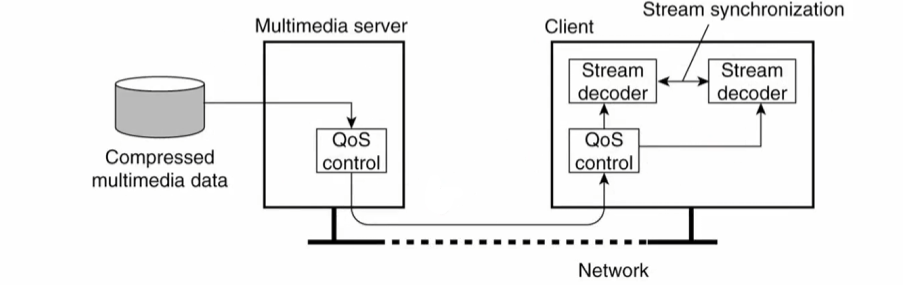 Stream synchronization
Multimedia server
Client
Stream
decoder
Stream
decoder
QoS
control
QoS
control
Compressed
multimedia data
Network